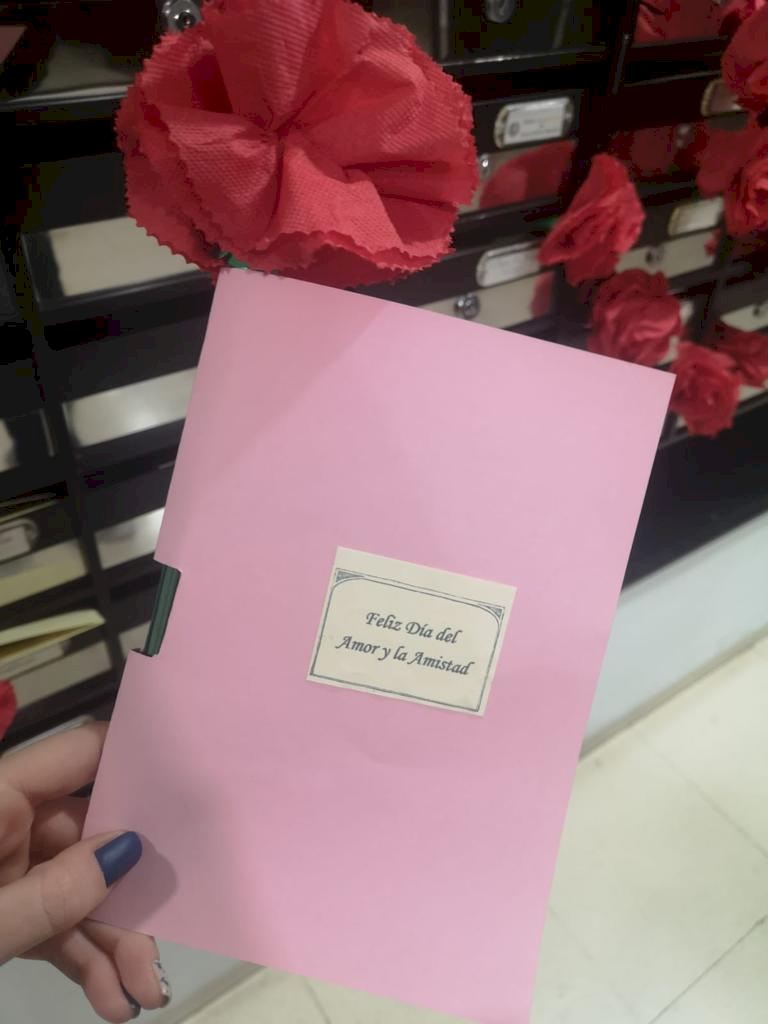 Feliz Día del
Amor y la Amistad